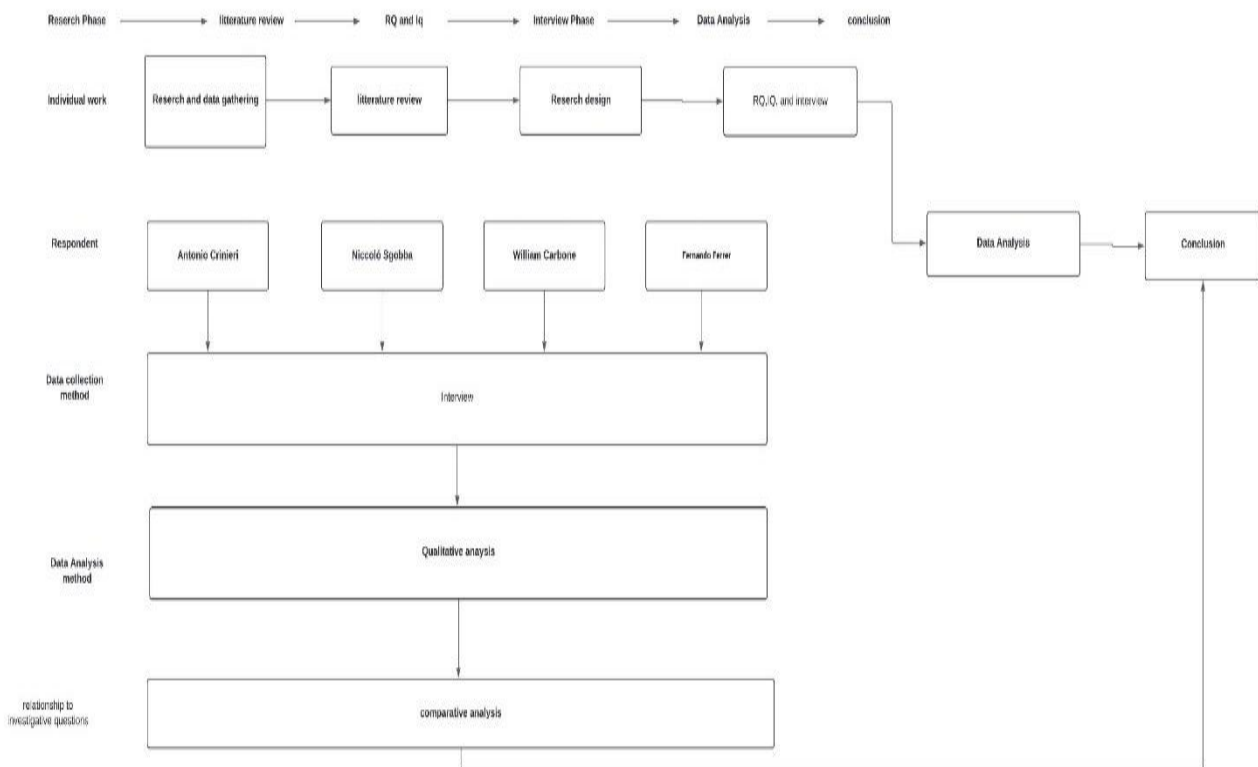 Reserch Phase
litterature review
RQ and Iq
Interview Phase
Data Analysis
conclusion
Individual work
Reserch and data gathering
litterature review
Reserch design
RQ,IQ, and interview
Respondent
Antonio Crinieri
Niccoló Sgobba
William Carbone
Fernando Ferrer
Data Analysis
Conclusion
Data collection
method
Interview
Data Analysis
method
Qualitative anaysis
relationship to
investigative questions
comparative analysis